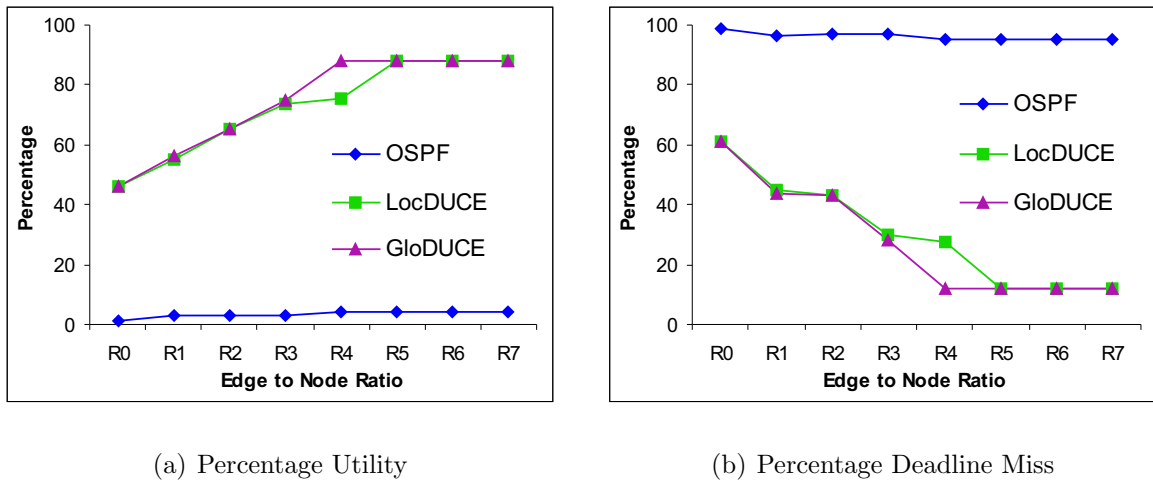 100
80
60
40
20
0
Percentage
OSPF
LocDUCE
GloDUCE
R0 R1 R2 R3 R4 R5 R6 R7
Edge to Node Ratio
(a) Percentage Utility
100
80
60
40
20
0
Percentage
OSPF
LocDUCE
GloDUCE
R0 R1 R2 R3 R4 R5 R6 R7
Edge to Node Ratio
(b) Percentage Deadline Miss